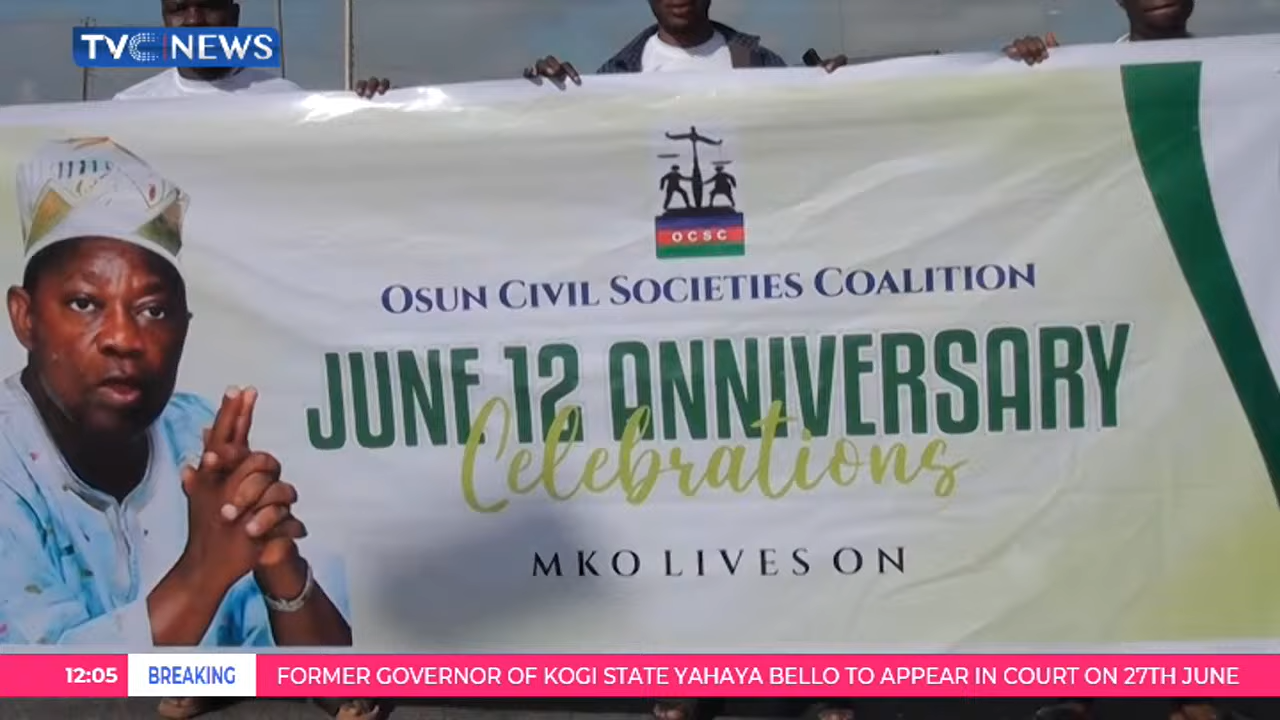 TVC NEWS
OCSC
OSUN CIVIL SOCIETIES COALITION
JUNE 12 ANNIVERSARY
Celebrations
MKO LIVES ON
12:05 BREAKING FORMER GOVERNOR OF KOGI STATE YAHAYA BELLO TO APPEAR IN COURT ON 27TH JUNE